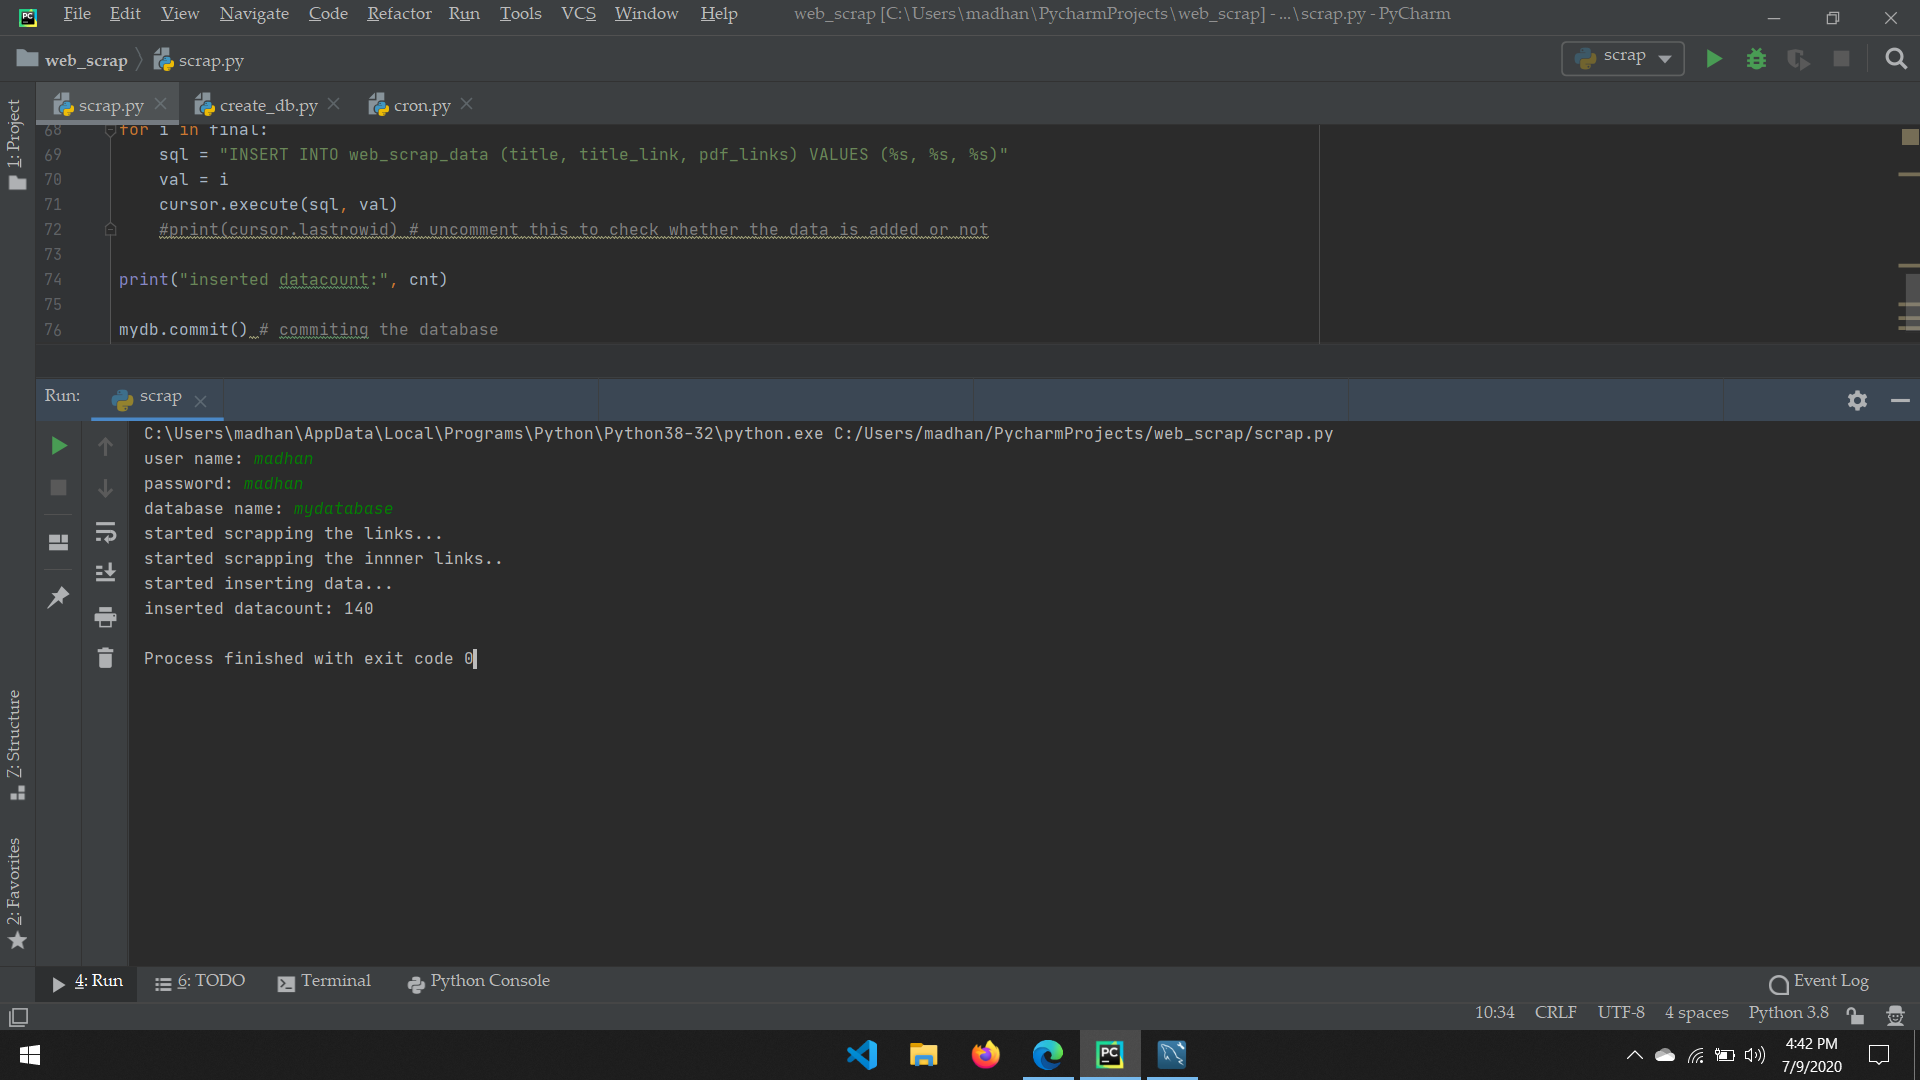 File Edit View Navigate Code Refactor Run Tools VCS Window Help web_scrap [C:\Users\madhan\PycharmProjects\web_scrap] - ...\scrap.py - PyCharm
web_scrap scrap.py scrap
scrap.py create_db.py cron.py
1: Project
68 for i in final:
69 sql = "INSERT INTO web_scrap_data (title, title_link, pdf_links) VALUES (%s, %s, %s)"
70 val = i
71 cursor.execute(sql, val)
72 #print(cursor.lastrowid) # uncomment this to check whether the data is added or not
73
74 print("inserted datacount:", cnt)
75
76 mydb.commit() # commiting the database
Run: scrap
C:\Users\madhan\AppData\Local\Programs\Python\Python38-32\python.exe C:/Users/madhan/PycharmProjects/web_scrap/scrap.py
user name: madhan
password: madhan
database name: mydatabase
started scrapping the links...
started scrapping the innner links..
started inserting data...
inserted datacount: 140
Process finished with exit code 0
Z: Structure
2: Favorites
4: Run 6: TODO Terminal Python Console Event Log
10:34 CRLF UTF-8 4 spaces Python 3.8
PC
4:42 PM
7/9/2020